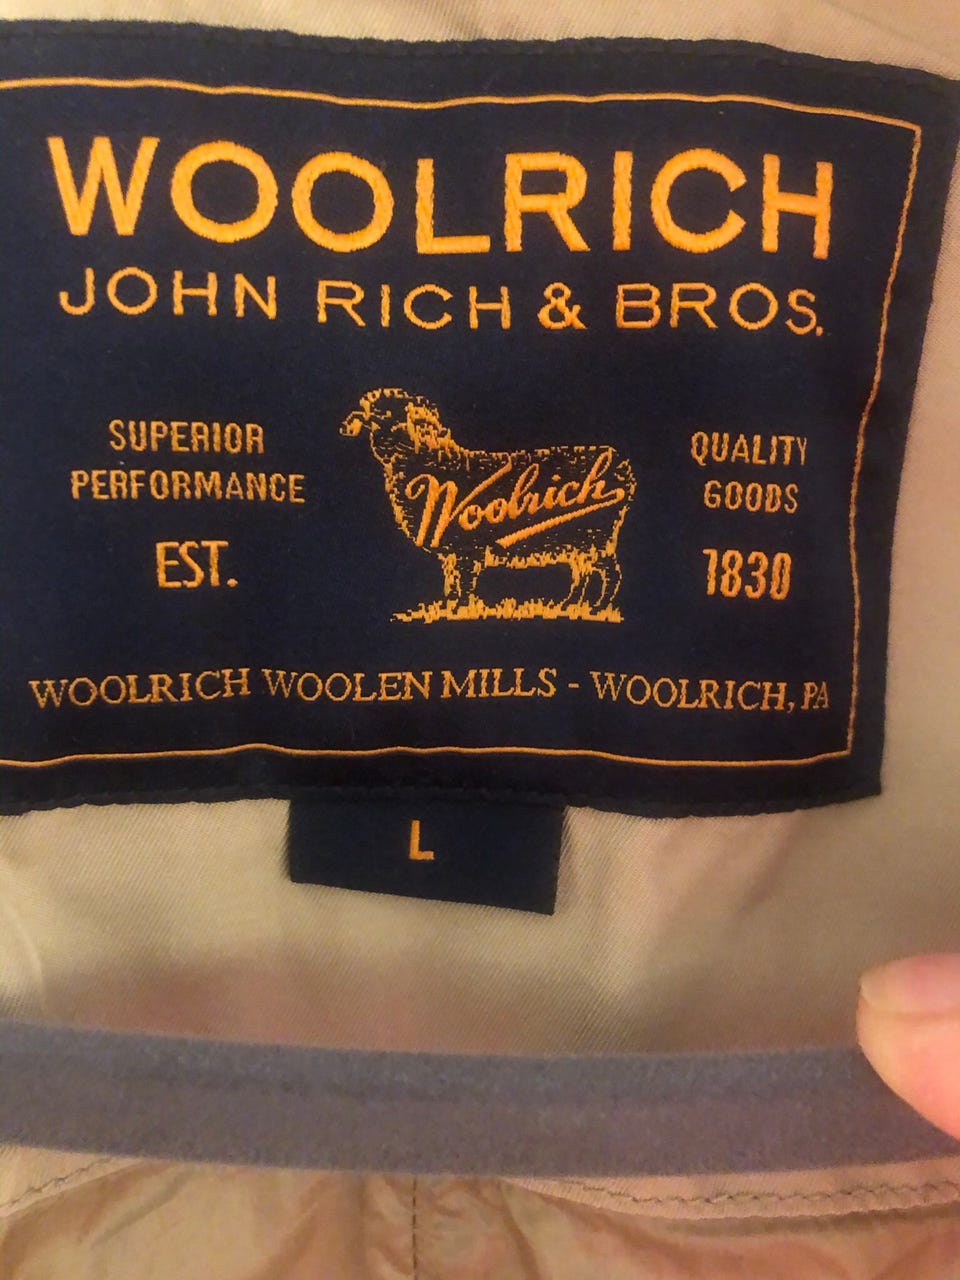 WOOLRICH
JOHN RICH & BROS.
SUPERIOR
PERFORMANCE
EST.
Woolrich
QUALITY
GOODS
1830
WOOLRICH WOOLEN MILLS - WOOLRICH, PA
L